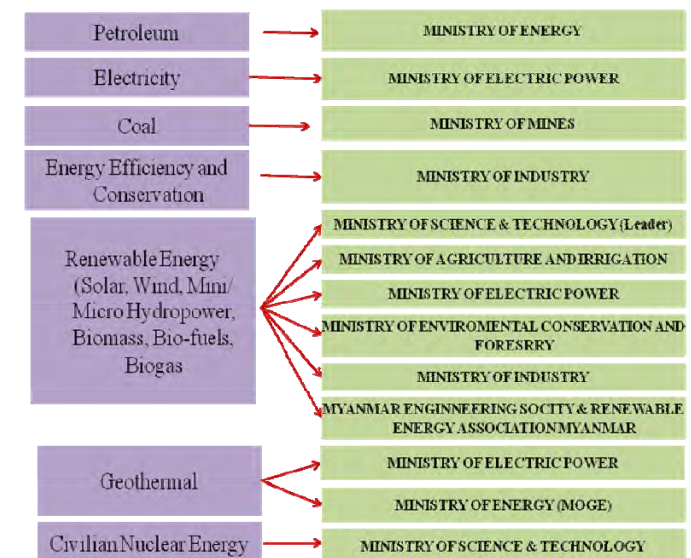 Petroleum
MINISTRY OF ENERGY
Electricity
MINISTRY OF ELECTRIC POWER
Coal
MINISTRY OF MINES
Energy Efficiency and
Conservation
MINISTRY OF INDUSTRY
Renewable Energy
(Solar, Wind, Mini/
Micro Hydropower,
Biomass, Bio-fuels,
Biogas
MINISTRY OF SCIENCE & TECHNOLOGY (Leader)
MINISTRY OF AGRICULTURE AND IRRIGATION
MINISTRY OF ELECTRIC POWER
MINISTRY OF ENVIROMENTAL CONSERVATION AND
FORESRRY
MINISTRY OF INDUSTRY
MYANMAR ENGINNEERING SOCITY & RENEWABLE
ENERGY ASSOCIATION MYANMAR
Geothermal
MINISTRY OF ELECTRIC POWER
MINISTRY OF ENERGY (MOGE)
Civilian Nuclear Energy
MINISTRY OF SCIENCE & TECHNOLOGY